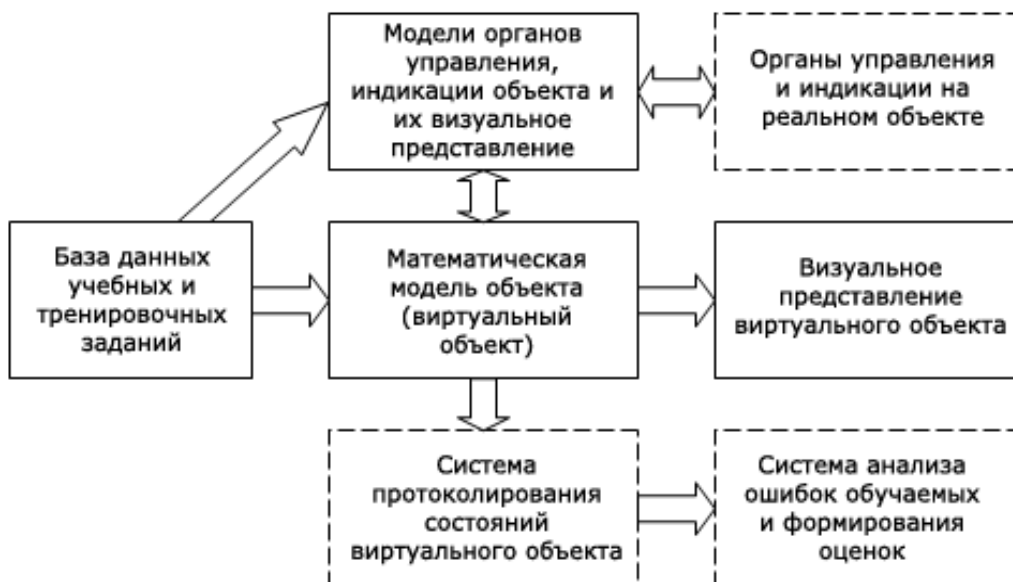 Модели органов
управления,
индикации объекта и
их визуальное
представление
Органы управления
и индикации на
реальном объекте
База данных
учебных и
тренировочных
заданий
Математическая
модель объекта
(виртуальный
объект)
Визуальное
представление
виртуального объекта
Система
протоколирования
состояний
виртуального объекта
Система анализа
ошибок обучаемых
и формирования
оценок